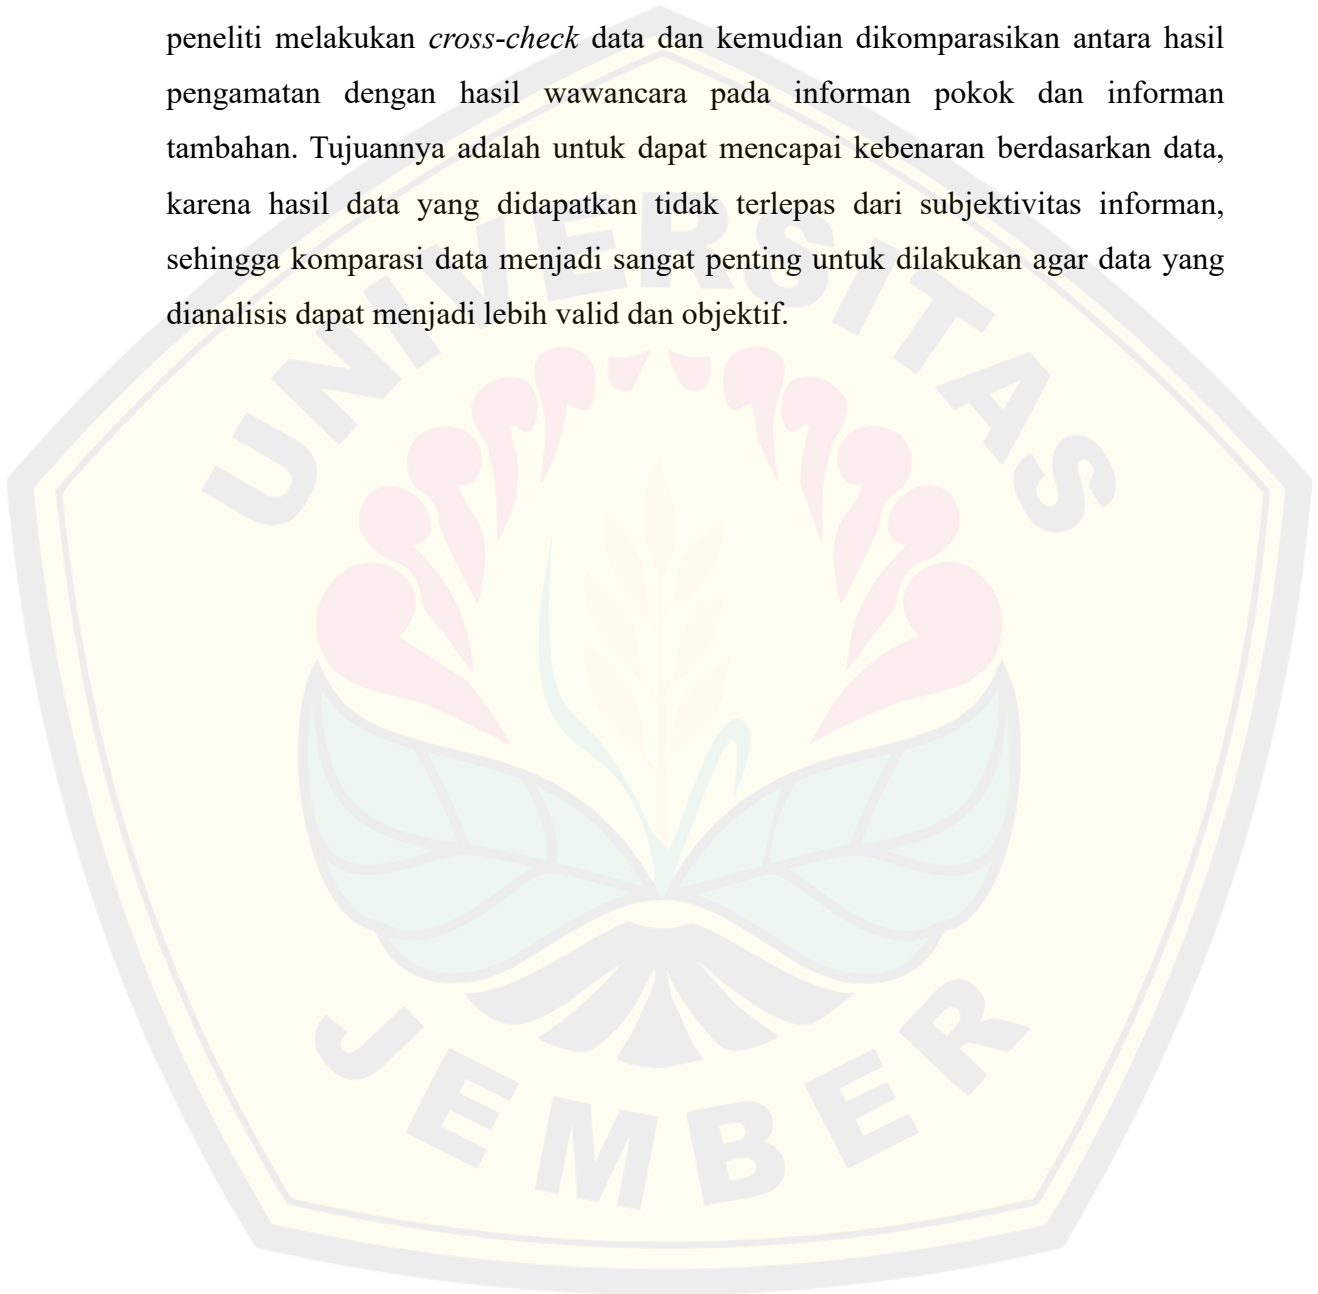 peneliti melakukan cross-check data dan kemudian dikomparasikan antara hasil
pengamatan dengan hasil wawancara pada informan pokok dan informan
tambahan. Tujuannya adalah untuk dapat mencapai kebenaran berdasarkan data,
karena hasil data yang didapatkan tidak terlepas dari subjektivitas informan,
sehingga komparasi data menjadi sangat penting untuk dilakukan agar data yang
dianalisis dapat menjadi lebih valid dan objektif.
UNIVERSITAS
JEMBER